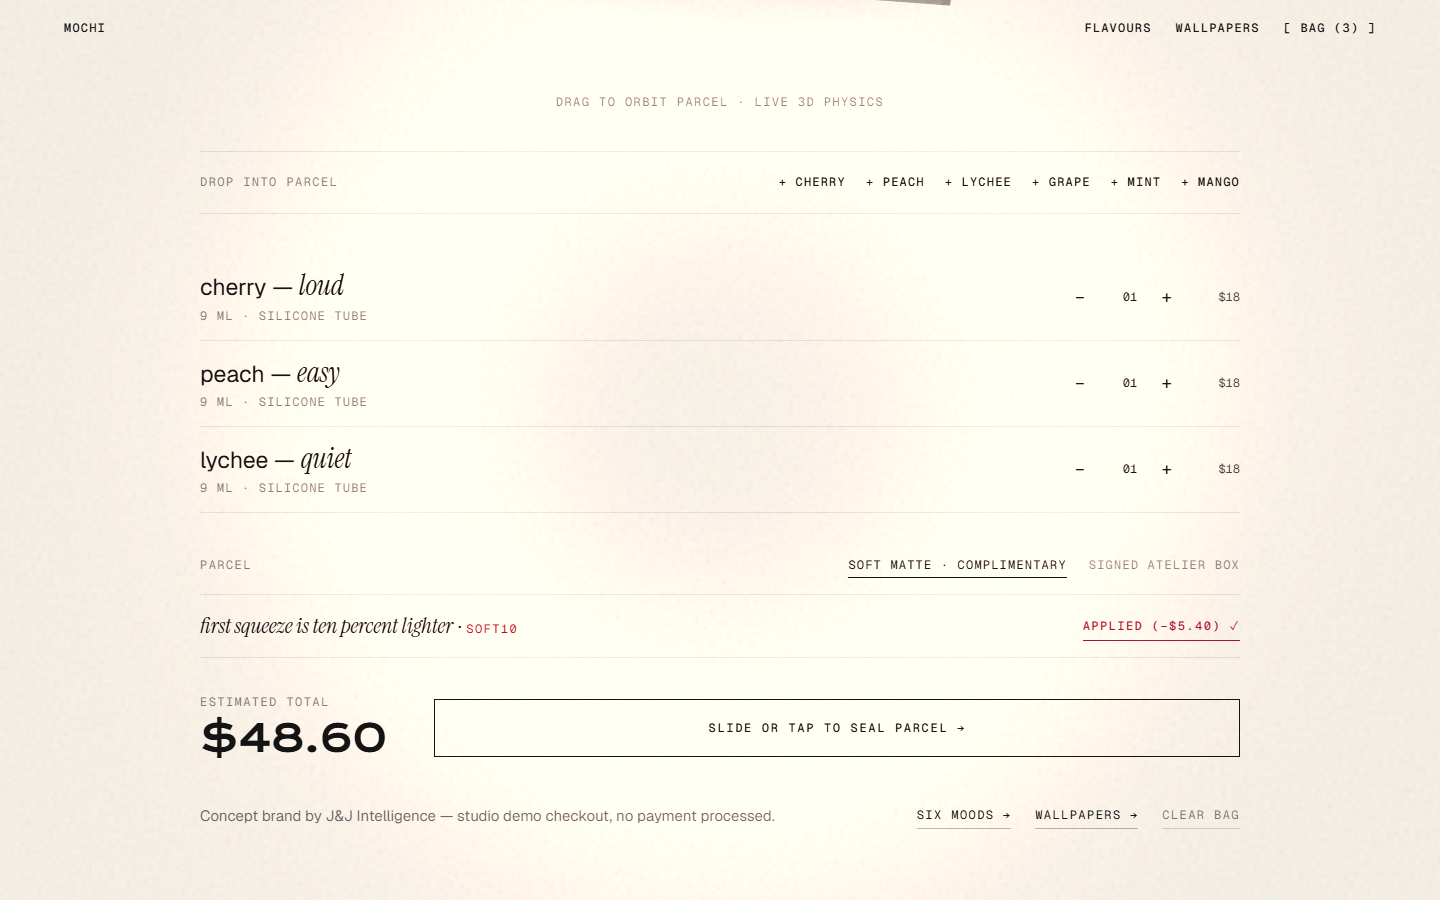 MOCHI
FLAVOURS WALLPAPERS [ BAG (3) ]
DRAG TO ORBIT PARCEL · LIVE 3D PHYSICS
DROP INTO PARCEL
+ CHERRY + PEACH + LYCHEE + GRAPE + MINT + MANGO
cherry — loud
9 ML · SILICONE TUBE
− 01 + $18
peach — easy
9 ML · SILICONE TUBE
− 01 + $18
lychee — quiet
9 ML · SILICONE TUBE
− 01 + $18
PARCEL
SOFT MATTE · COMPLIMENTARY SIGNED ATELIER BOX
first squeeze is ten percent lighter · SOFT10
APPLIED (−$5.40) ✓
ESTIMATED TOTAL
$48.60
SLIDE OR TAP TO SEAL PARCEL →
Concept brand by J&J Intelligence — studio demo checkout, no payment processed.
SIX MOODS → WALLPAPERS → CLEAR BAG